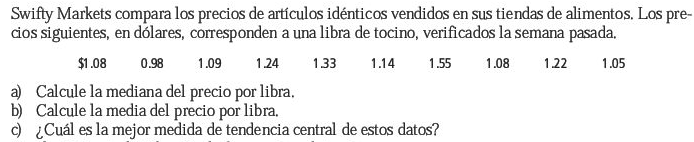 Swifty Markets compara los precios de artículos idénticos vendidos en sus tiendas de alimentos. Los pre-
cios siguientes, en dólares, corresponden a una libra de tocino, verificados la semana pasada.
$1.08 0.98 1.09 1.24 1.33 1.14 1.55 1.08 1.22 1.05
a) Calcule la mediana del precio por libra.
b) Calcule la media del precio por libra.
c) ¿Cuál es la mejor medida de tendencia central de estos datos?